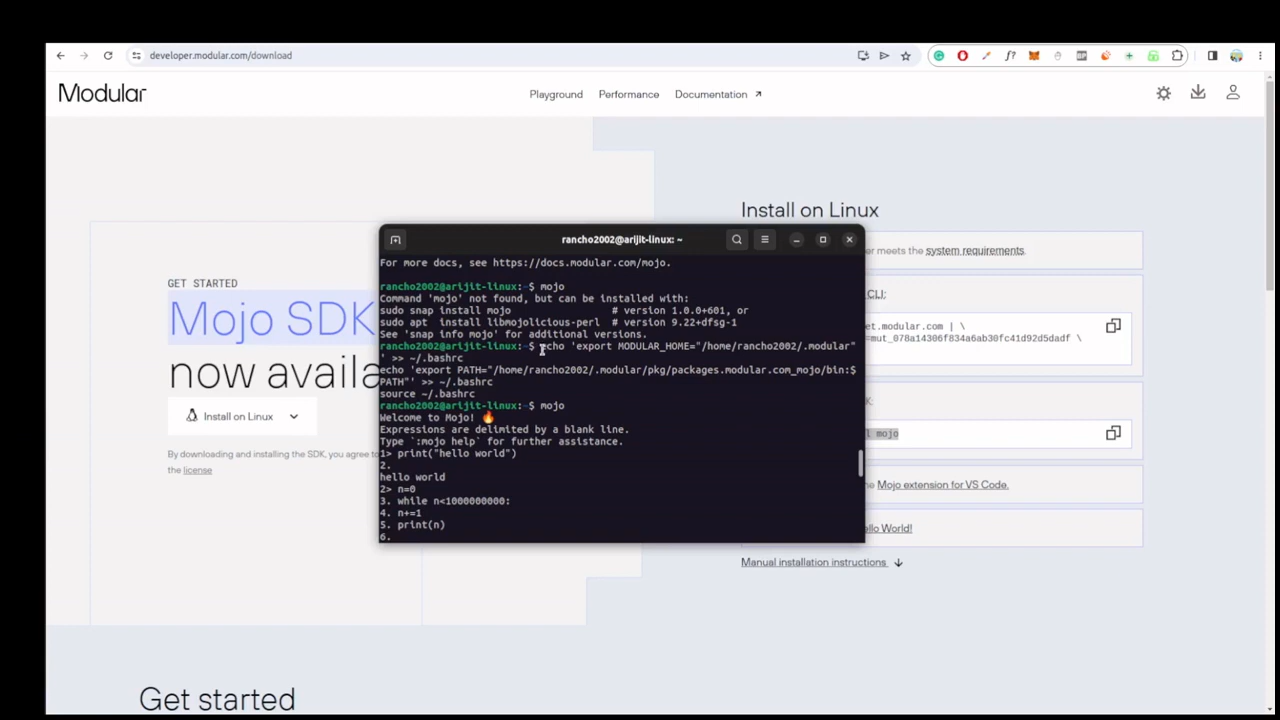 developer.modular.com/download
Modular
Playground
Performance
Documentation
Install on Linux
er meets the system requirements.
rancho2002@arijit-linux: ~
For more docs, see https://docs.modular.com/mojo.
rancho2002@arijit-linux:~$ mojo
Command 'mojo' not found, but can be installed with:
sudo snap install mojo # version 1.0.0+601, or
sudo apt install libmojolicious-perl # version 9.22+dfsg-1
See 'snap info mojo' for additional versions.
rancho2002@arijit-linux:~$ echo 'export MODULAR_HOME="/home/rancho2002/.modular"
' >> ~/.bashrc
echo 'export PATH="/home/rancho2002/.modular/pkg/packages.modular.com_mojo/bin:$
PATH"' >> ~/.bashrc
source ~/.bashrc
rancho2002@arijit-linux:~$ mojo
Welcome to Mojo! 🔥
Expressions are delimited by a blank line.
Type `:mojo help` for further assistance.
1> print("hello world")
2.
hello world
2> n=0
3. while n<1000000000:
4. n+=1
5. print(n)
6.
GET STARTED
Mojo SDK
now availa
Install on Linux
By downloading and installing the SDK, you agree to
the license
CLI:
et.modular.com | \
=mut_078a14306f834a6ab30fc6d41d92d5dadf \
K:
l mojo
e Mojo extension for VS Code.
ello World!
Manual installation instructions
Get started